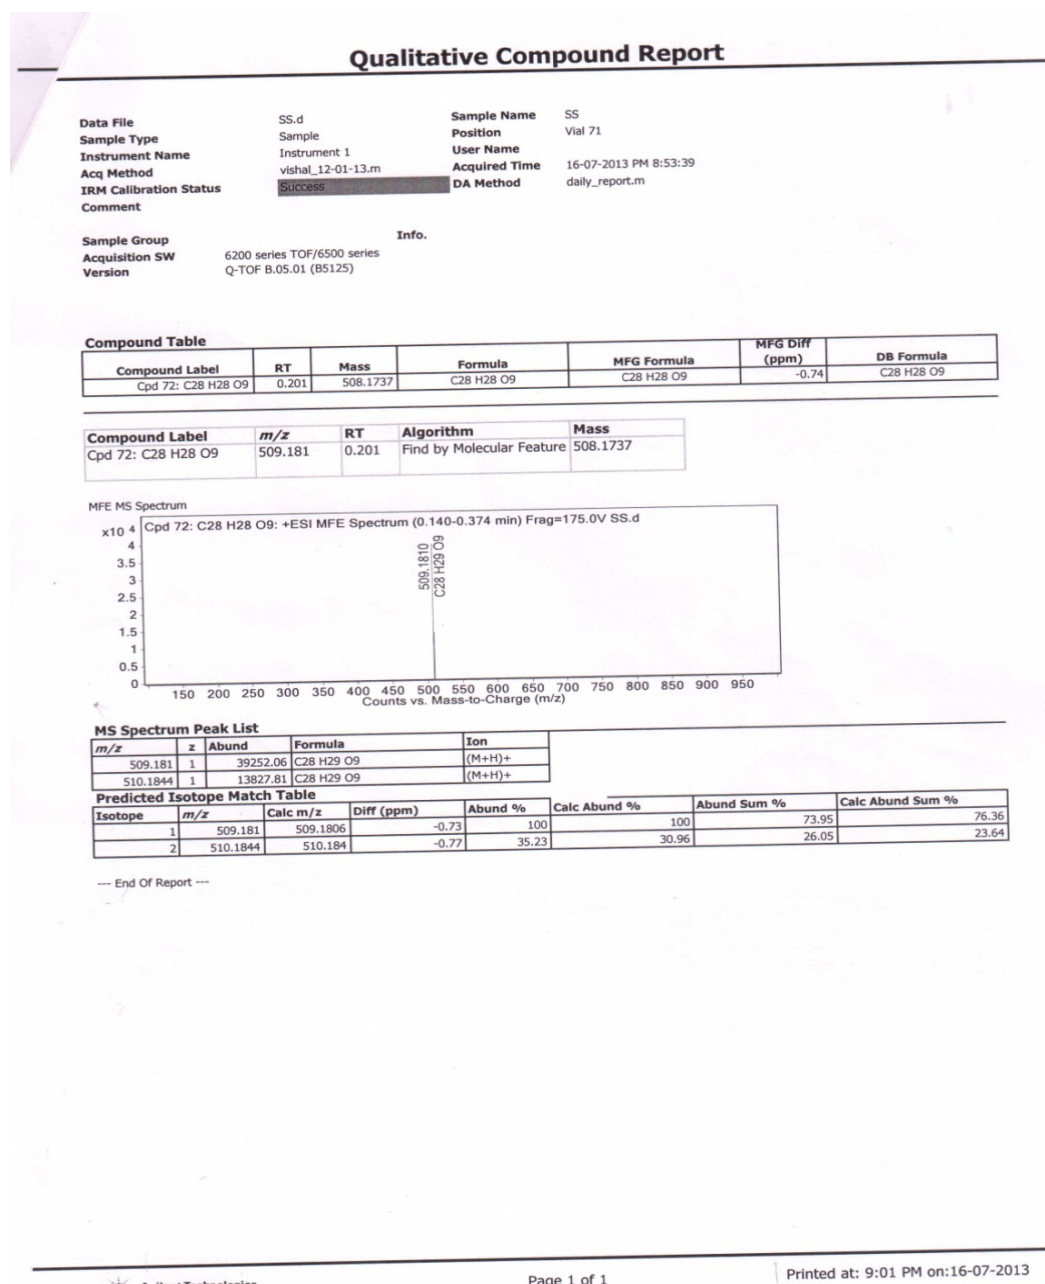 Qualitative Compound Report
Data File SS.d Sample Name SS
Sample Type Sample Position Vial 71
Instrument Name Instrument 1 User Name
Acq Method vishal_12-01-13.m Acquired Time 16-07-2013 PM 8:53:39
IRM Calibration Status Success DA Method daily_report.m
Comment
Sample Group Info.
Acquisition SW 6200 series TOF/6500 series
Version Q-TOF B.05.01 (B5125)
Compound Table
Compound Label RT Mass Formula MFG Formula MFG Diff (ppm) DB Formula
Cpd 72: C28 H28 O9 0.201 508.1737 C28 H28 O9 C28 H28 O9 -0.74 C28 H28 O9
Compound Label m/z RT Algorithm Mass
Cpd 72: C28 H28 O9 509.181 0.201 Find by Molecular Feature 508.1737
MFE MS Spectrum
x10 4 Cpd 72: C28 H28 O9: +ESI MFE Spectrum (0.140-0.374 min) Frag=175.0V SS.d
4
3.5
3
2.5
2
1.5
1
0.5
0
509.1810
C28 H29 O9
150 200 250 300 350 400 450 500 550 600 650 700 750 800 850 900 950
Counts vs. Mass-to-Charge (m/z)
MS Spectrum Peak List
m/z z Abund Formula Ion
509.181 1 39252.06 C28 H29 O9 (M+H)+
510.1844 1 13827.81 C28 H29 O9 (M+H)+
Predicted Isotope Match Table
Isotope m/z Calc m/z Diff (ppm) Abund % Calc Abund % Abund Sum % Calc Abund Sum %
1 509.181 509.1806 -0.73 100 100 73.95 76.36
2 510.1844 510.184 -0.77 35.23 30.96 26.05 23.64
--- End Of Report ---
Page 1 of 1 Printed at: 9:01 PM on:16-07-2013